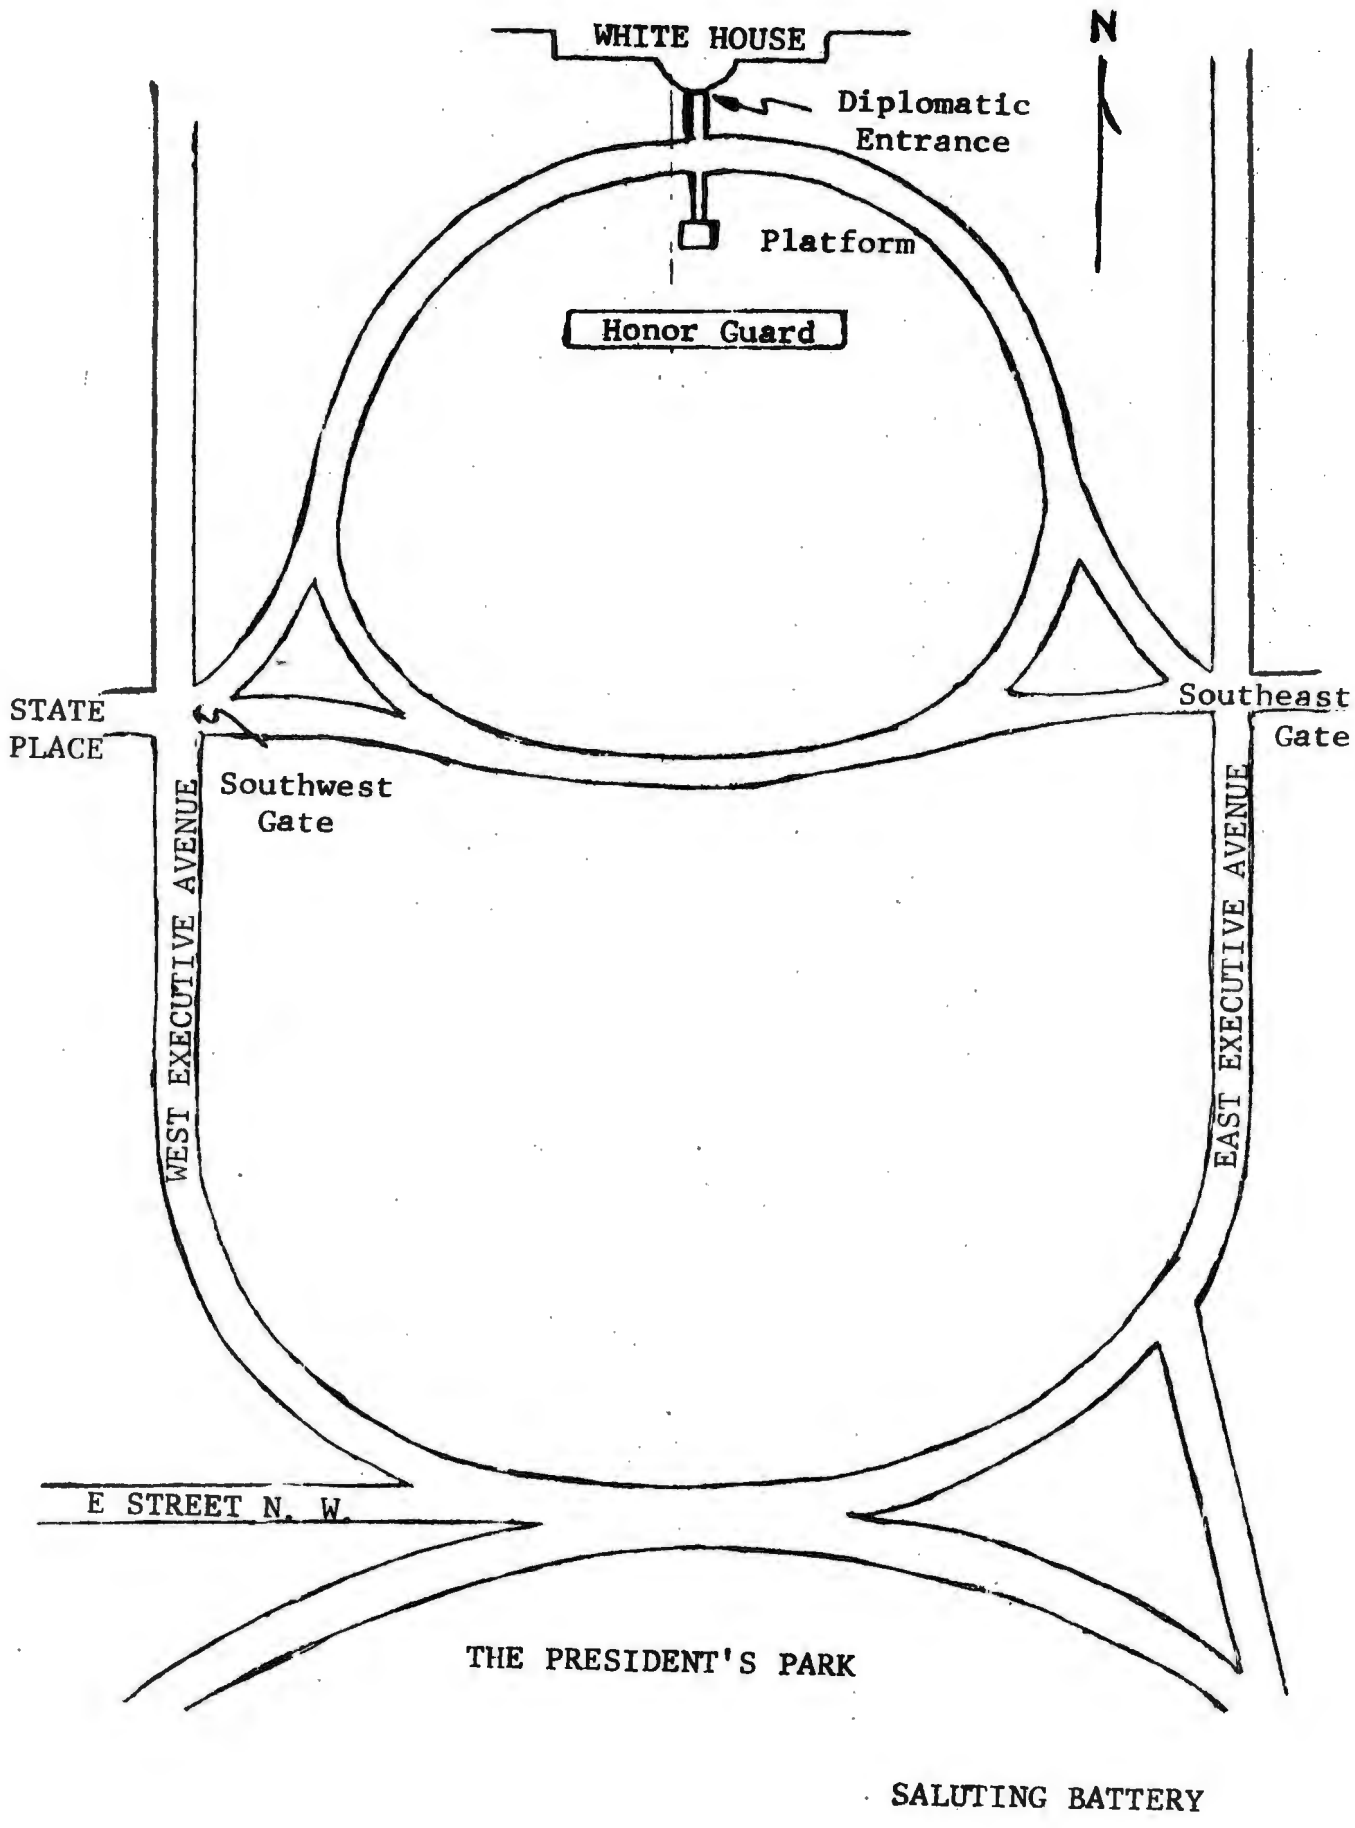 N
WHITE HOUSE
Diplomatic
Entrance
Platform
Honor Guard
STATE
PLACE
Southeast
Gate
Southwest
Gate
WEST EXECUTIVE AVENUE
EAST EXECUTIVE AVENUE
E STREET N. W.
THE PRESIDENT'S PARK
SALUTING BATTERY